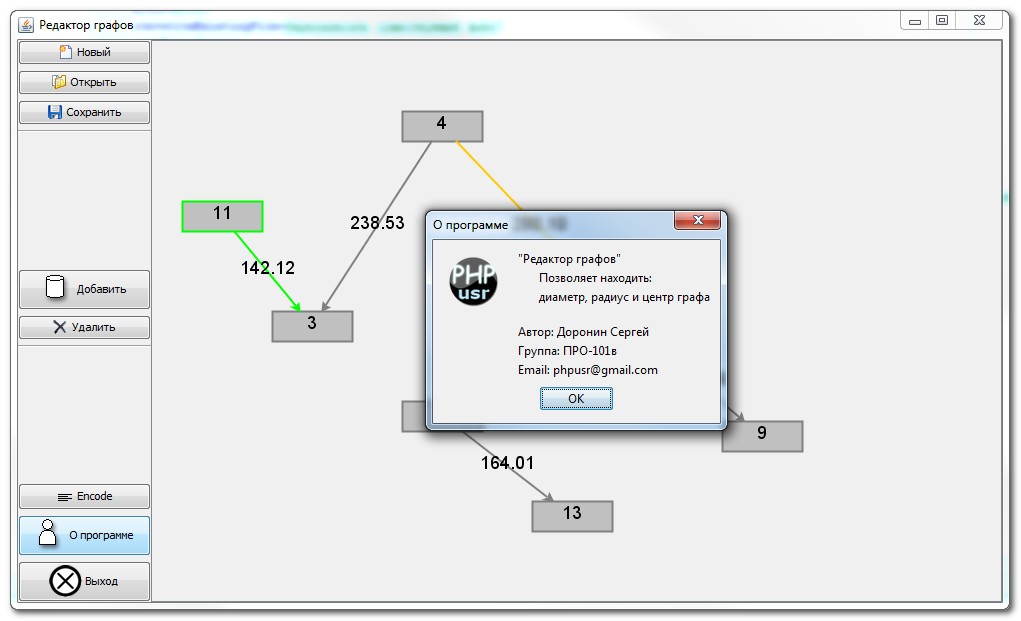 Редактор графов
Новый
Открыть
Сохранить
Добавить
Удалить
Encode
О программе
Выход
4
11
238.53
142.12
3
9
164.01
13
О программе
PHP
usr
"Редактор графов"
Позволяет находить:
диаметр, радиус и центр графа
Автор: Доронин Сергей
Группа: ПРО-101в
Email: phpusr@gmail.com
OK